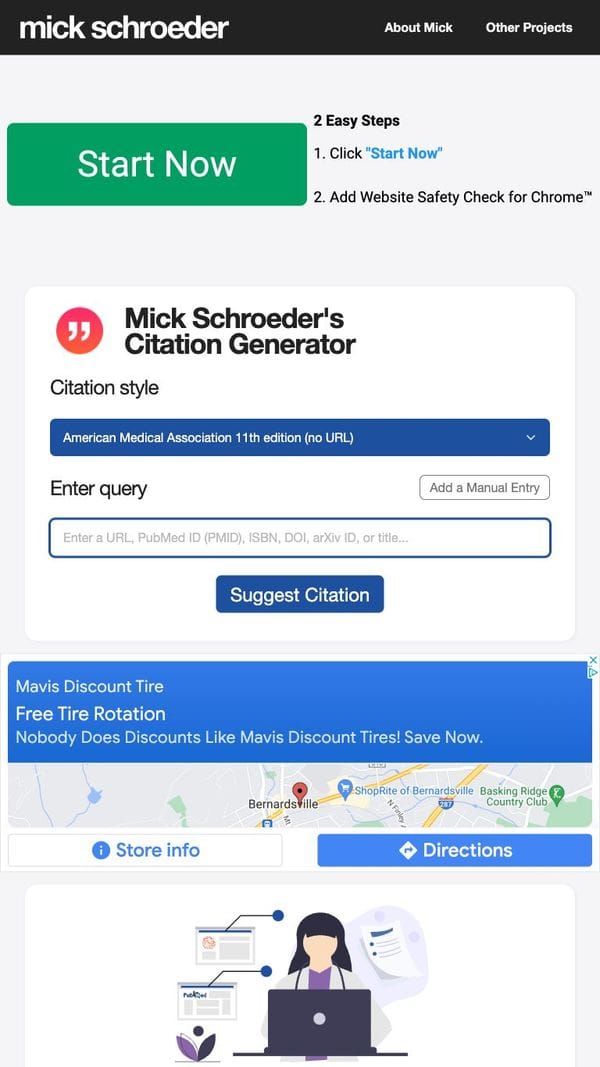 mick schroeder
About Mick
Other Projects
Start Now
2 Easy Steps
1. Click "Start Now"
2. Add Website Safety Check for Chrome™
Mick Schroeder's
Citation Generator
Citation style
American Medical Association 11th edition (no URL)
Enter query
Add a Manual Entry
Enter a URL, PubMed ID (PMID), ISBN, DOI, arXiv ID, or title...
Suggest Citation
Mavis Discount Tire
Free Tire Rotation
Nobody Does Discounts Like Mavis Discount Tires! Save Now.
Bernardsville
ShopRite of Bernardsville
Basking Ridge
Country Club
N Finley
287
Mt
Store info
Directions
PubMed